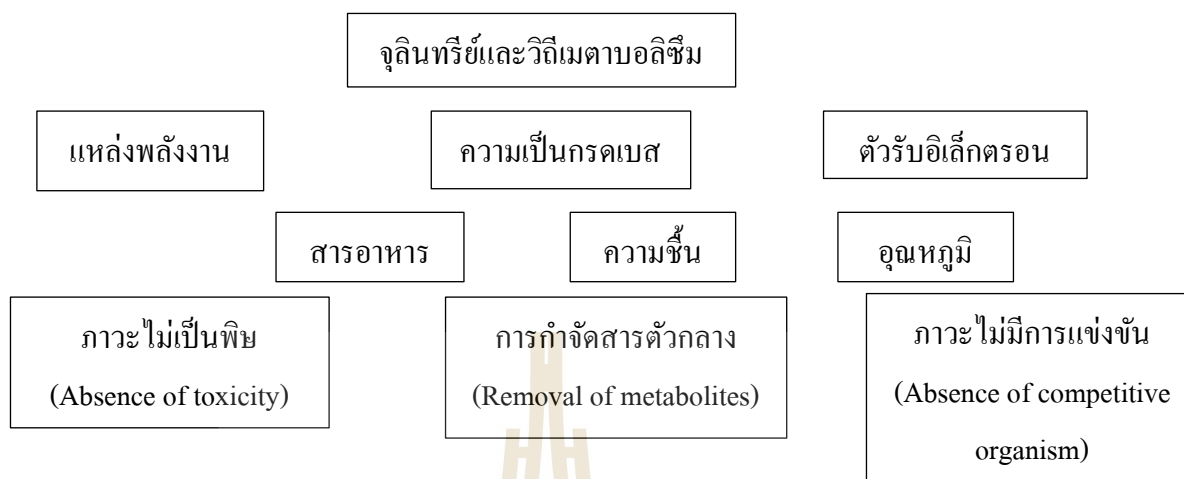 จุลินทรีย์และวิถีเมตาบอลิซึม
แหล่งพลังงาน
ความเป็นกรดเบส
ตัวรับอิเล็กตรอน
สารอาหาร
ความชื้น
อุณหภูมิ
ภาวะไม่เป็นพิษ
(Absence of toxicity)
การกำจัดสารตัวกลาง
(Removal of metabolites)
ภาวะไม่มีการแข่งขัน
(Absence of competitive
organism)